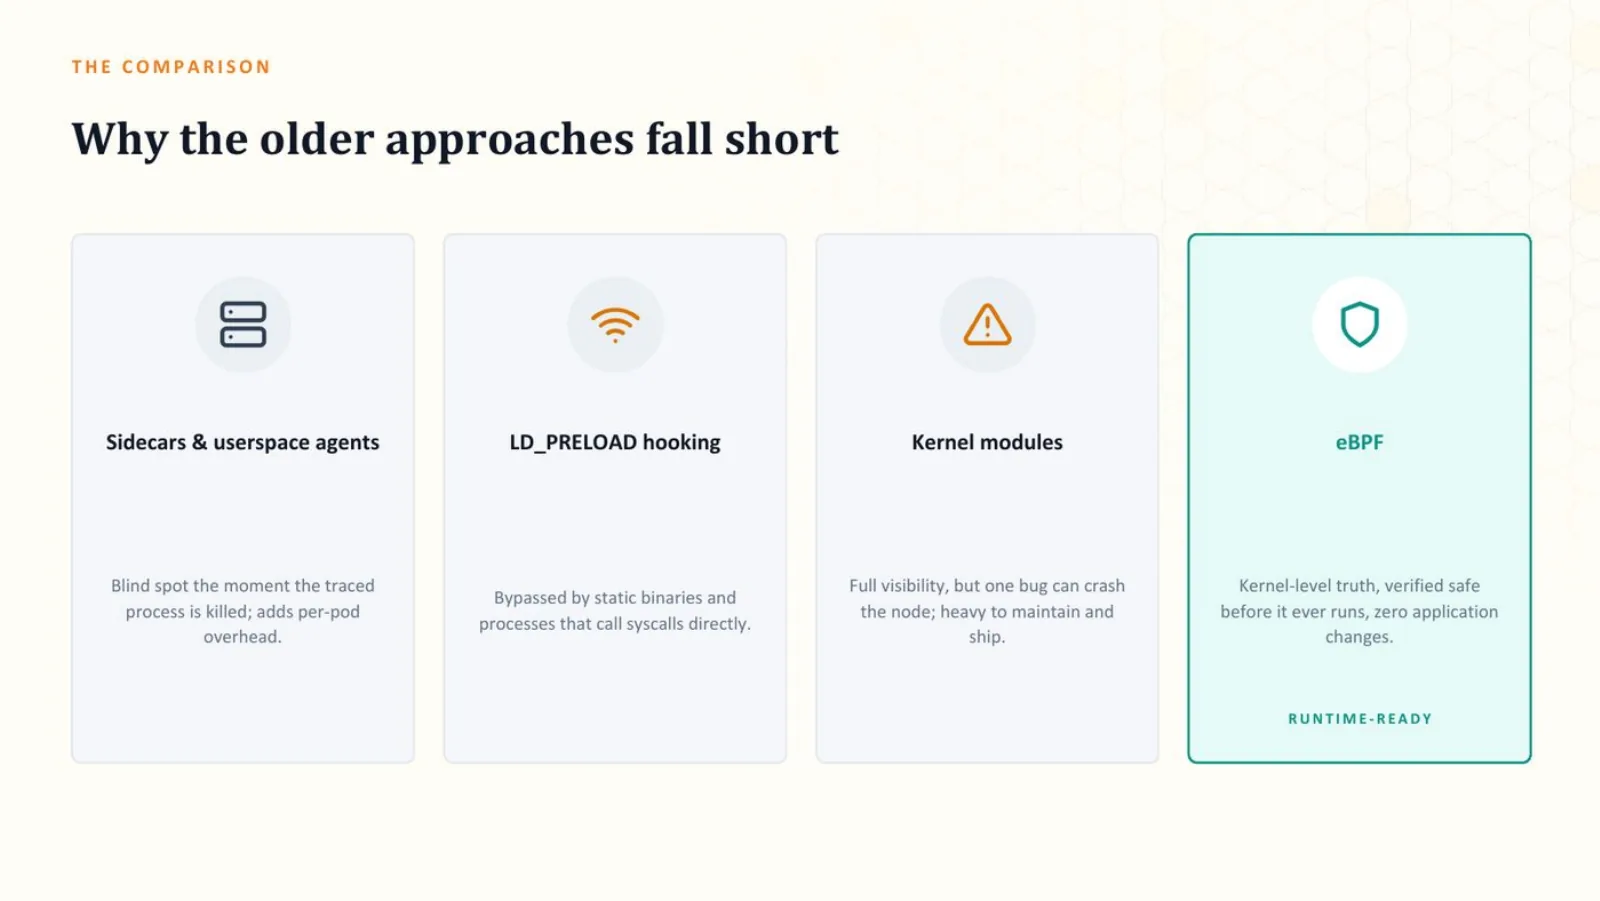 THE COMPARISON
Why the older approaches fall short
Sidecars & userspace agents
Blind spot the moment the traced
process is killed; adds per-pod
overhead.
LD_PRELOAD hooking
Bypassed by static binaries and
processes that call syscalls directly.
Kernel modules
Full visibility, but one bug can crash
the node; heavy to maintain and
ship.
eBPF
Kernel-level truth, verified safe
before it ever runs, zero application
changes.
RUNTIME-READY